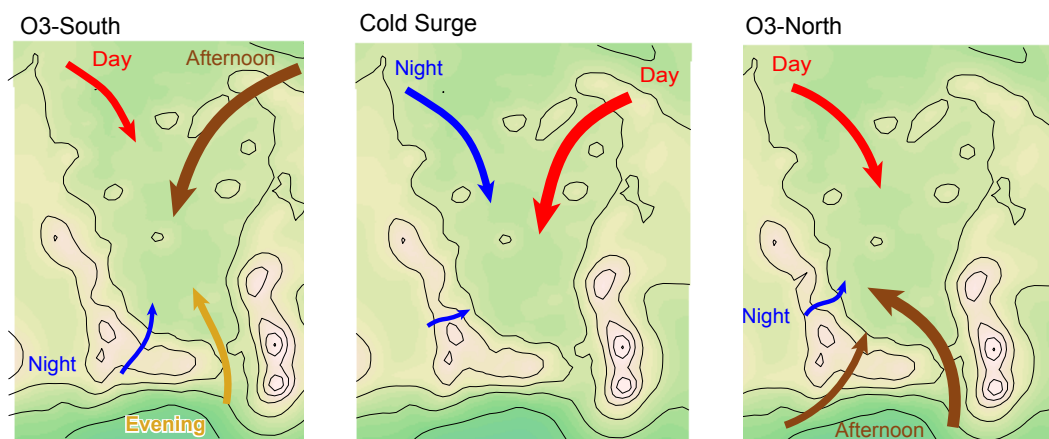 O3-South
Day
Afternoon
Night
Evening
Cold Surge
Night
Day
O3-North
Day
Night
Afternoon